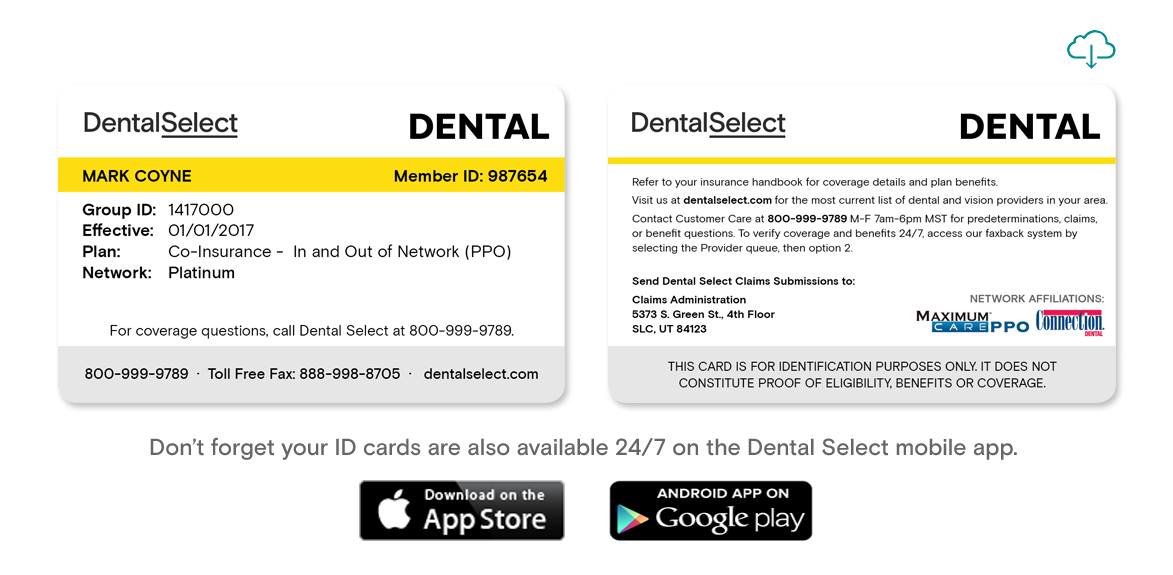 DentalSelect DENTAL
MARK COYNE Member ID: 987654
Group ID: 1417000
Effective: 01/01/2017
Plan: Co-Insurance - In and Out of Network (PPO)
Network: Platinum
For coverage questions, call Dental Select at 800-999-9789.
800-999-9789 · Toll Free Fax: 888-998-8705 · dentalselect.com
DentalSelect DENTAL
Refer to your insurance handbook for coverage details and plan benefits.
Visit us at dentalselect.com for the most current list of dental and vision providers in your area.
Contact Customer Care at 800-999-9789 M-F 7am-6pm MST for predeterminations, claims,
or benefit questions. To verify coverage and benefits 24/7, access our faxback system by
selecting the Provider queue, then option 2.
Send Dental Select Claims Submissions to:
Claims Administration
5373 S. Green St., 4th Floor
SLC, UT 84123
NETWORK AFFILIATIONS:
MAXIMUM
CARE PPO
Connection
DENTAL
THIS CARD IS FOR IDENTIFICATION PURPOSES ONLY. IT DOES NOT
CONSTITUTE PROOF OF ELIGIBILITY, BENEFITS OR COVERAGE.
Don't forget your ID cards are also available 24/7 on the Dental Select mobile app.
Download on the
App Store
ANDROID APP ON
Google play